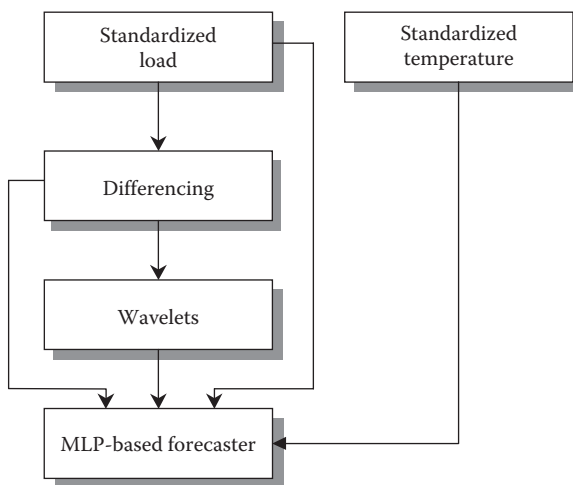 Standardized
load
Standardized
temperature
Differencing
Wavelets
MLP-based forecaster